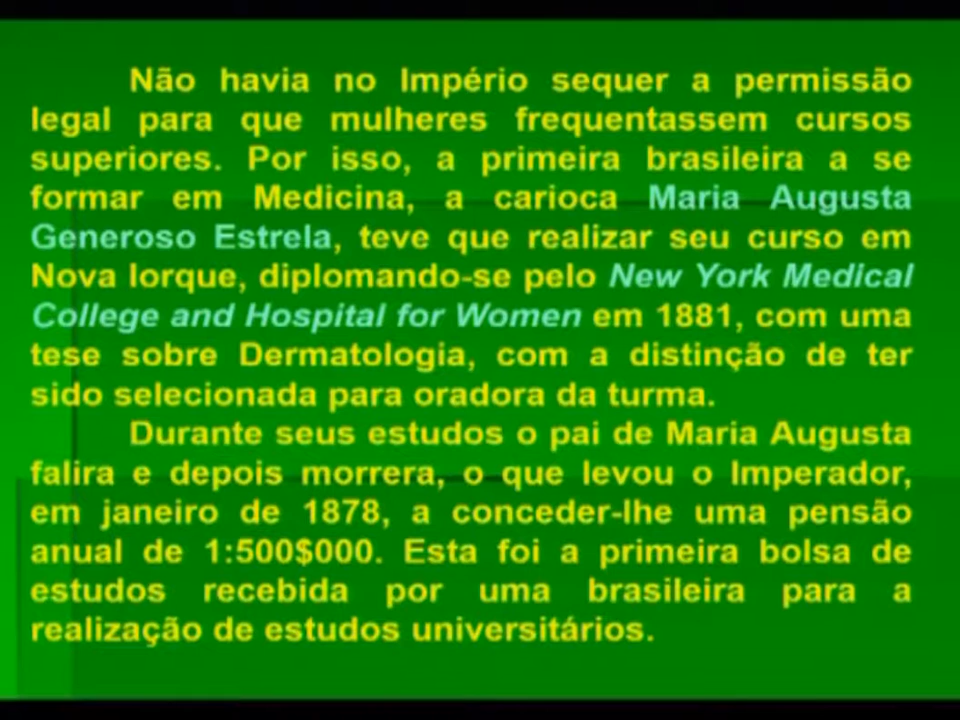 Não havia no Império sequer a permissão
legal para que mulheres frequentassem cursos
superiores. Por isso, a primeira brasileira a se
formar em Medicina, a carioca Maria Augusta
Generoso Estrela, teve que realizar seu curso em
Nova Iorque, diplomando-se pelo New York Medical
College and Hospital for Women em 1881, com uma
tese sobre Dermatologia, com a distinção de ter
sido selecionada para oradora da turma.
Durante seus estudos o pai de Maria Augusta
falira e depois morrera, o que levou o Imperador,
em janeiro de 1878, a conceder-lhe uma pensão
anual de 1:500$000. Esta foi a primeira bolsa de
estudos recebida por uma brasileira para a
realização de estudos universitários.